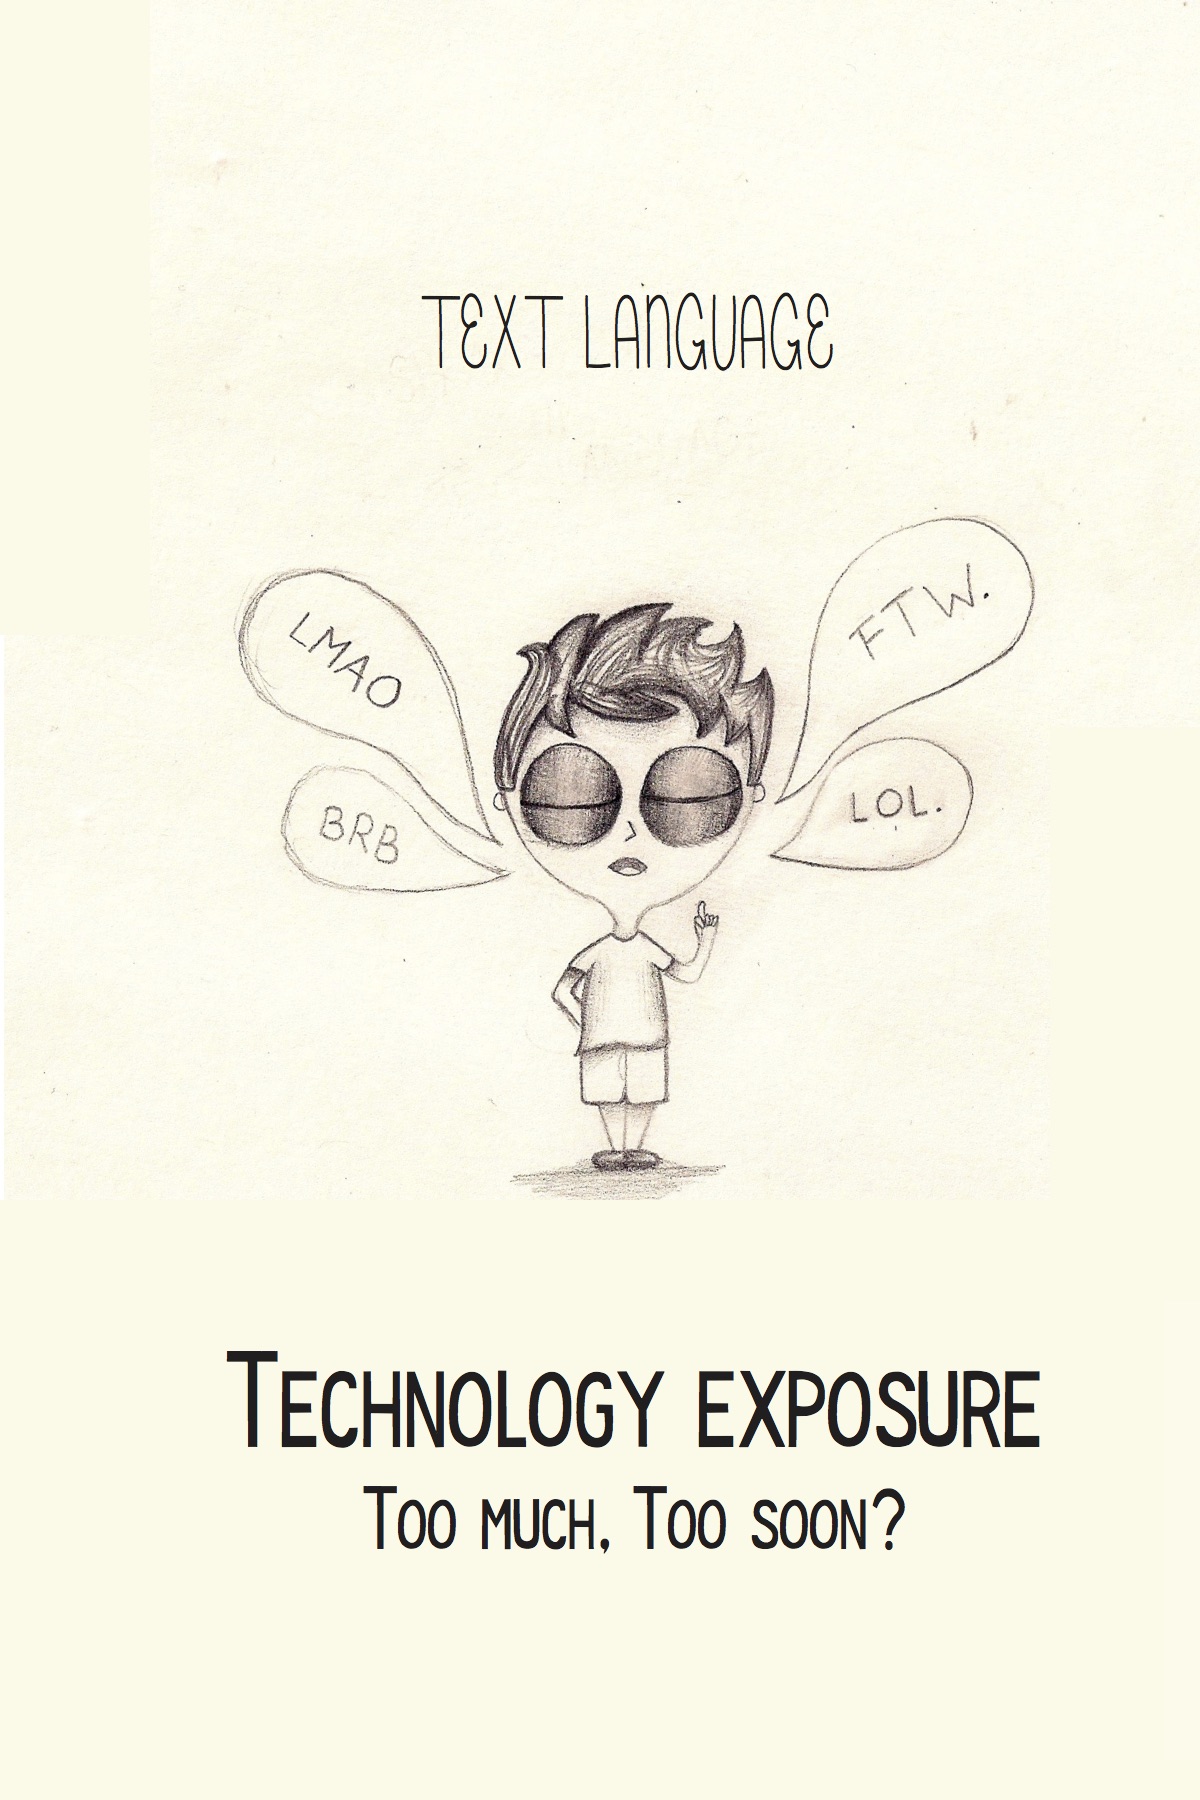 TEXT LANGUAGE
LMAO
FTW.
BRB
LOL.
TECHNOLOGY EXPOSURE
TOO MUCH, TOO SOON?